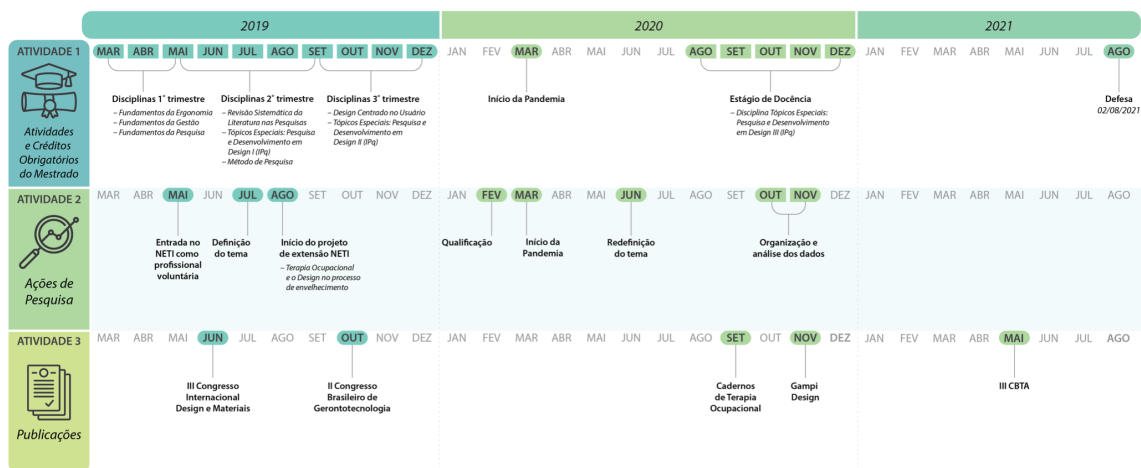 2019 2020 2021
ATIVIDADE 1
Atividades
e Créditos
Obrigatórios
do Mestrado
MAR ABR MAI JUN JUL AGO SET OUT NOV DEZ JAN FEV MAR ABR MAI JUN JUL AGO SET OUT NOV DEZ JAN FEV MAR ABR MAI JUN JUL AGO
Disciplinas 1° trimestre
– Fundamentos da Ergonomia
– Fundamentos da Gestão
– Fundamentos da Pesquisa
Disciplinas 2° trimestre
– Revisão Sistemática da
Literatura nas Pesquisas
– Tópicos Especiais: Pesquisa
e Desenvolvimento em
Design I (IPq)
– Método de Pesquisa
Disciplinas 3° trimestre
– Design Centrado no Usuário
– Tópicos Especiais: Pesquisa e
Desenvolvimento em
Design II (IPq)
Início da Pandemia
Estágio de Docência
– Disciplina Tópicos Especiais:
Pesquisa e Desenvolvimento
em Design III (IPq)
Defesa
02/08/2021
ATIVIDADE 2
Ações de
Pesquisa
MAR ABR MAI JUN JUL AGO SET OUT NOV DEZ JAN FEV MAR ABR MAI JUN JUL AGO SET OUT NOV DEZ JAN FEV MAR ABR MAI JUN JUL AGO
Entrada no
NETI como
profissional
voluntária
Definição
do tema
Início do projeto
de extensão NETI
– Terapia Ocupacional
e o Design no processo
de envelhecimento
Qualificação
Início da
Pandemia
Redefinição
do tema
Organização e
análise dos dados
ATIVIDADE 3
Publicações
MAR ABR MAI JUN JUL AGO SET OUT NOV DEZ JAN FEV MAR ABR MAI JUN JUL AGO SET OUT NOV DEZ JAN FEV MAR ABR MAI JUN JUL AGO
III Congresso
Internacional
Design e Materiais
II Congresso
Brasileiro de
Gerontotecnologia
Cadernos
de Terapia
Ocupacional
Gampi
Design
III CBTA